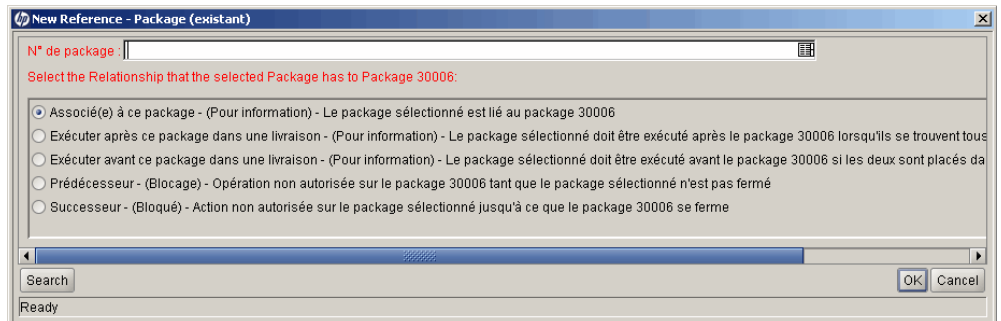 New Reference - Package (existant)
N° de package :
Select the Relationship that the selected Package has to Package 30006:
Associé(e) à ce package - (Pour information) - Le package sélectionné est lié au package 30006
Exécuter après ce package dans une livraison - (Pour information) - Le package sélectionné doit être exécuté après le package 30006 lorsqu'ils se trouvent tous
Exécuter avant ce package dans une livraison - (Pour information) - Le package sélectionné doit être exécuté avant le package 30006 si les deux sont placés da
Prédécesseur - (Blocage) - Opération non autorisée sur le package 30006 tant que le package sélectionné n'est pas fermé
Successeur - (Bloqué) - Action non autorisée sur le package sélectionné jusqu'à ce que le package 30006 se ferme
Search
OK
Cancel
Ready